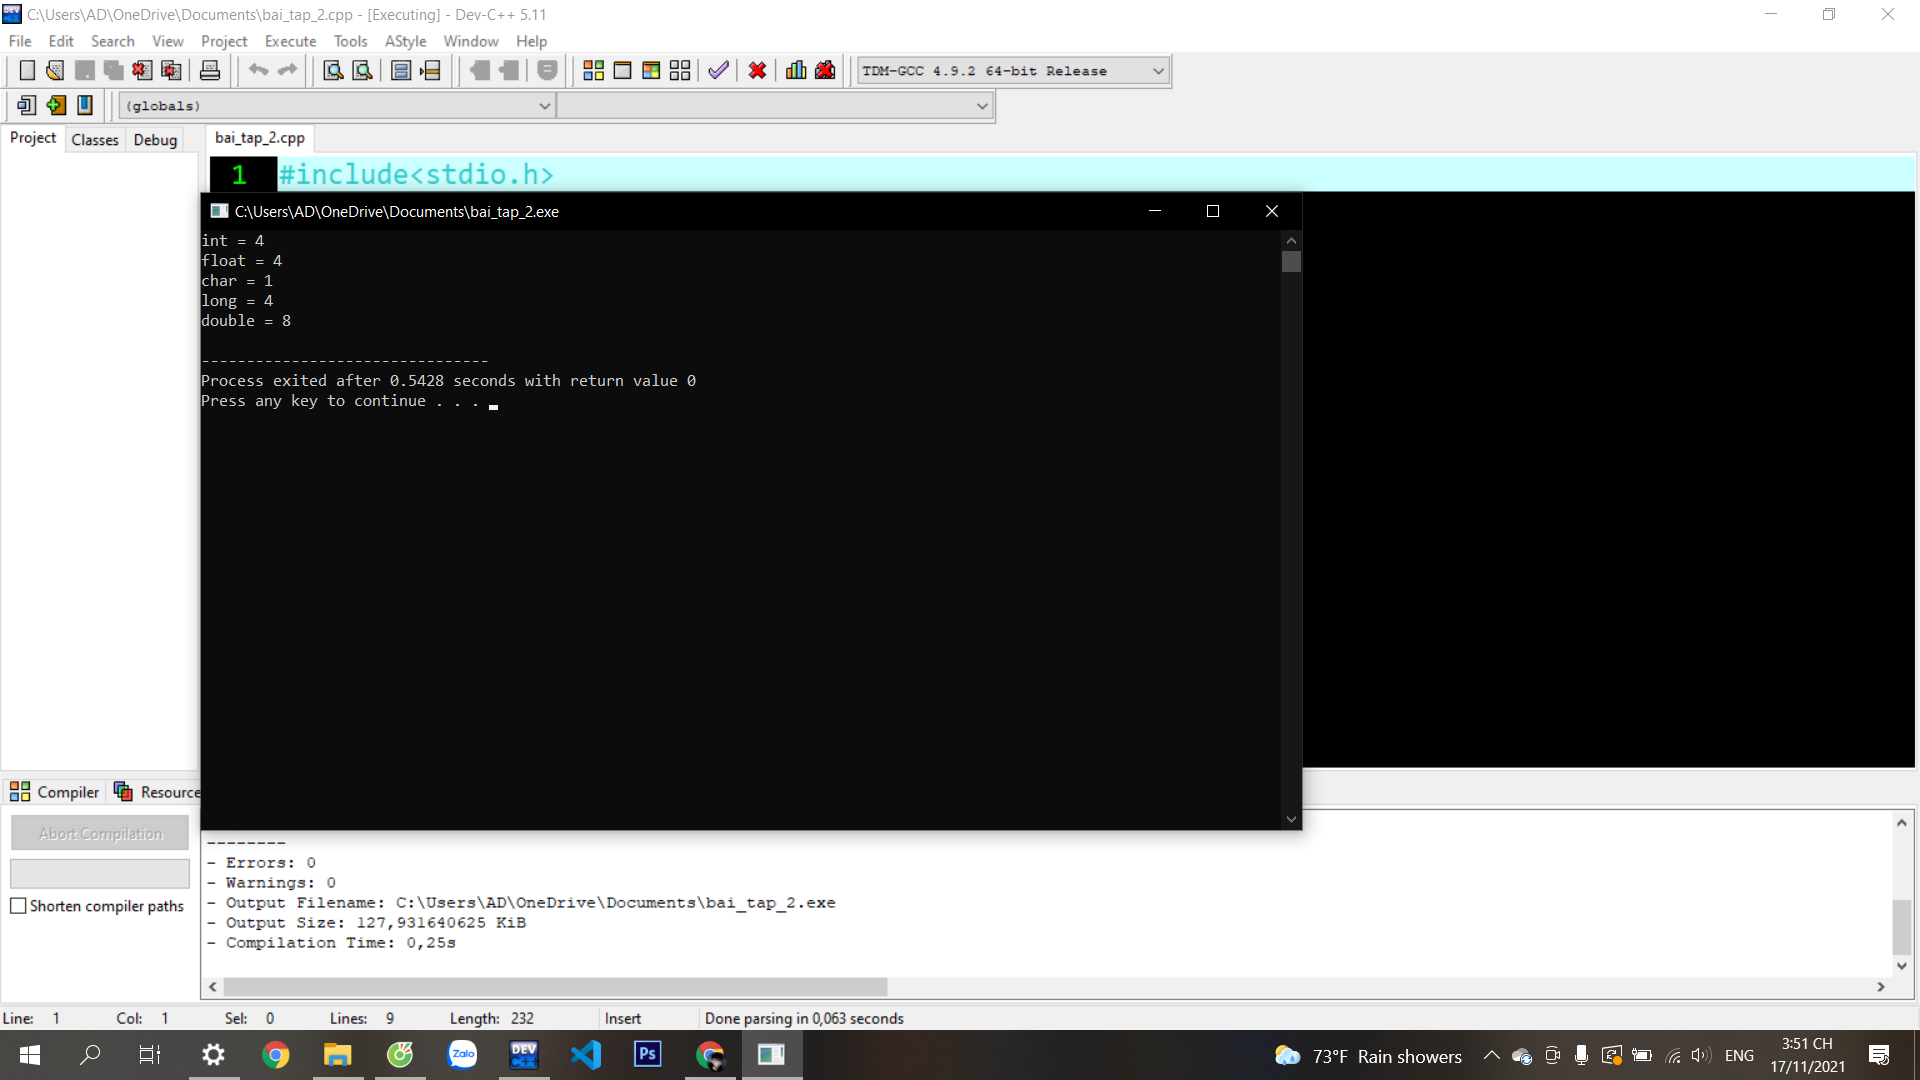 C:\Users\AD\OneDrive\Documents\bai_tap_2.cpp - [Executing] - Dev-C++ 5.11
File Edit Search View Project Execute Tools AStyle Window Help
TDM-GCC 4.9.2 64-bit Release
(globals)
Project Classes Debug
bai_tap_2.cpp
1 #include<stdio.h>
C:\Users\AD\OneDrive\Documents\bai_tap_2.exe
int = 4
float = 4
char = 1
long = 4
double = 8
--------------------------------
Process exited after 0.5428 seconds with return value 0
Press any key to continue . . .
Compiler Resource
Abort Compilation
Shorten compiler paths
--------
- Errors: 0
- Warnings: 0
- Output Filename: C:\Users\AD\OneDrive\Documents\bai_tap_2.exe
- Output Size: 127,931640625 KiB
- Compilation Time: 0,25s
Line: 1 Col: 1 Sel: 0 Lines: 9 Length: 232 Insert Done parsing in 0,063 seconds
Zalo
DEV C++
Ps
73°F Rain showers
ENG
3:51 CH
17/11/2021